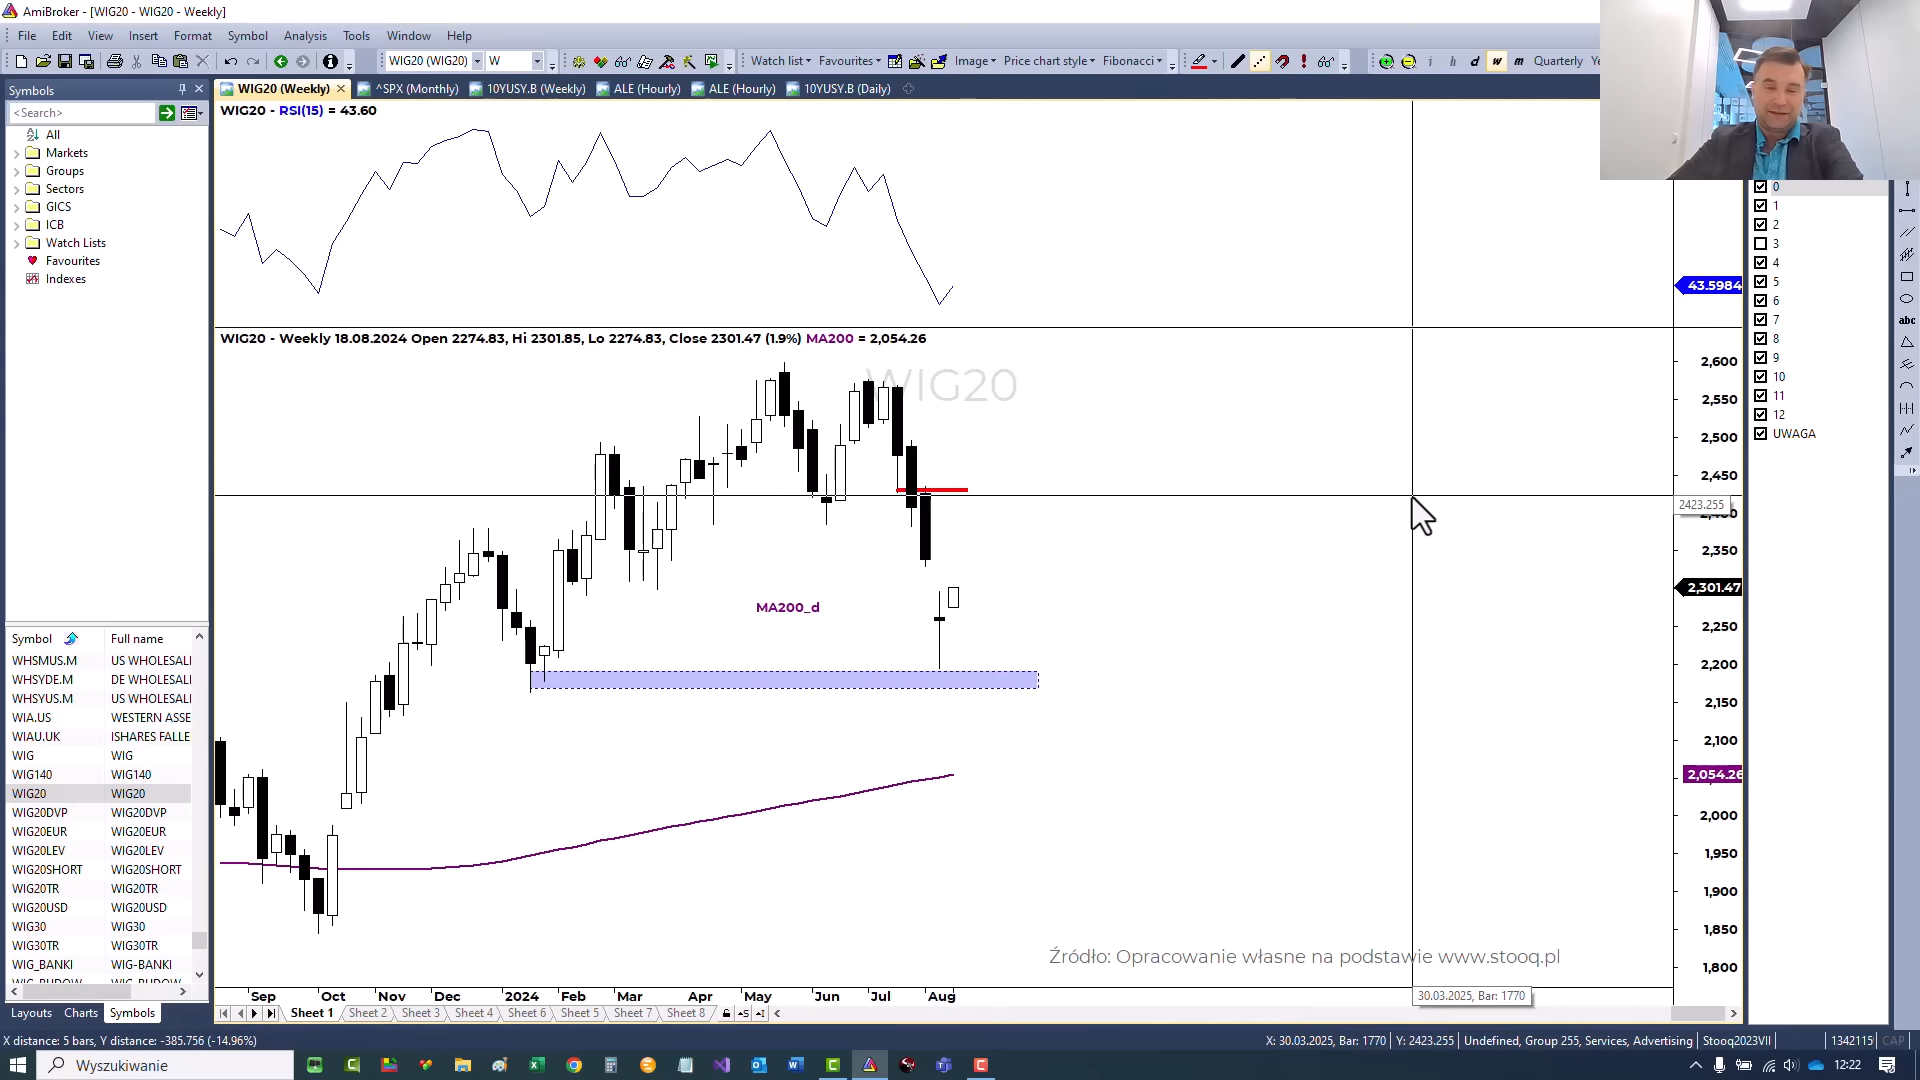 AmiBroker - [WIG20 - WIG20 - Weekly]
File Edit View Insert Format Symbol Analysis Tools Window Help
WIG20 (WIG20) W Watch list Favourites Image Price chart style Fibonacci i h d w m Quarterly
Symbols
WIG20 (Weekly) ^SPX (Monthly) 10YUSY.B (Weekly) ALE (Hourly) ALE (Hourly) 10YUSY.B (Daily)
<Search>
All
Markets
Groups
Sectors
GICS
ICB
Watch Lists
Favourites
Indexes
WIG20 - RSI(15) = 43.60
43.5984
WIG20 - Weekly 18.08.2024 Open 2274.83, Hi 2301.85, Lo 2274.83, Close 2301.47 (1.9%) MA200 = 2,054.26
WIG20
MA200_d
2,600
2,550
2,500
2,450
2423.255
2,350
2,301.47
2,250
2,200
2,150
2,100
2,054.26
2,000
1,950
1,900
1,850
1,800
Źródło: Opracowanie własne na podstawie www.stooq.pl
Sep Oct Nov Dec 2024 Feb Mar Apr May Jun Jul Aug
30.03.2025, Bar: 1770
0
1
2
3
4
5
6
7
8
9
10
11
12
UWAGA
abc
Symbol Full name
WHSMUS.M US WHOLESALI
WHSYDE.M DE WHOLESALI
WHSYUS.M US WHOLESALI
WIA.US WESTERN ASSE
WIAU.UK ISHARES FALLE
WIG WIG
WIG140 WIG140
WIG20 WIG20
WIG20DVP WIG20DVP
WIG20EUR WIG20EUR
WIG20LEV WIG20LEV
WIG20SHORT WIG20SHORT
WIG20TR WIG20TR
WIG20USD WIG20USD
WIG30 WIG30
WIG30TR WIG30TR
WIG_BANKI WIG-BANKI
Layouts Charts Symbols
Sheet 1 Sheet 2 Sheet 3 Sheet 4 Sheet 6 Sheet 5 Sheet 7 Sheet 8
X distance: 5 bars, Y distance: -385.756 (-14.96%)
X: 30.03.2025, Bar: 1770 Y: 2423.255 Undefined, Group 255, Services, Advertising Stooq2023VII 1342115 CAP
Wyszukiwanie
12:22